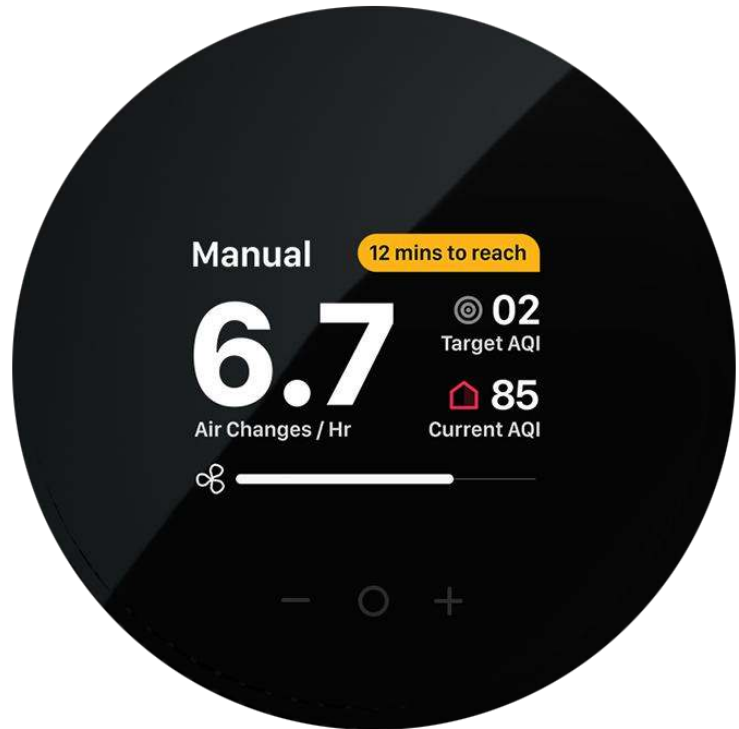 Manual
12 mins to reach
6.7
Air Changes / Hr
02
Target AQI
85
Current AQI